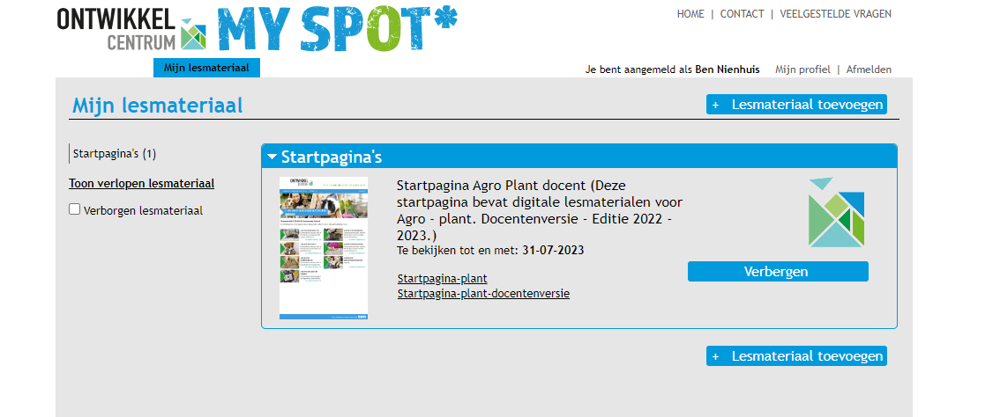 ONTWIKKEL
CENTRUM
MY SPOT*
HOME | CONTACT | VEELGESTELDE VRAGEN
Mijn lesmateriaal
Je bent aangemeld als Ben Nienhuis
Mijn profiel | Afmelden
Mijn lesmateriaal
+ Lesmateriaal toevoegen
Startpagina's (1)
Toon verlopen lesmateriaal
Verborgen lesmateriaal
Startpagina's
ONTWIKKEL
Startpagina Agro Plant docent (Deze
startpagina bevat digitale lesmaterialen voor
Agro - plant. Docentenversie - Editie 2022 -
2023.)
Te bekijken tot en met: 31-07-2023
Startpagina-plant
Startpagina-plant-docentenversie
Verbergen
+ Lesmateriaal toevoegen